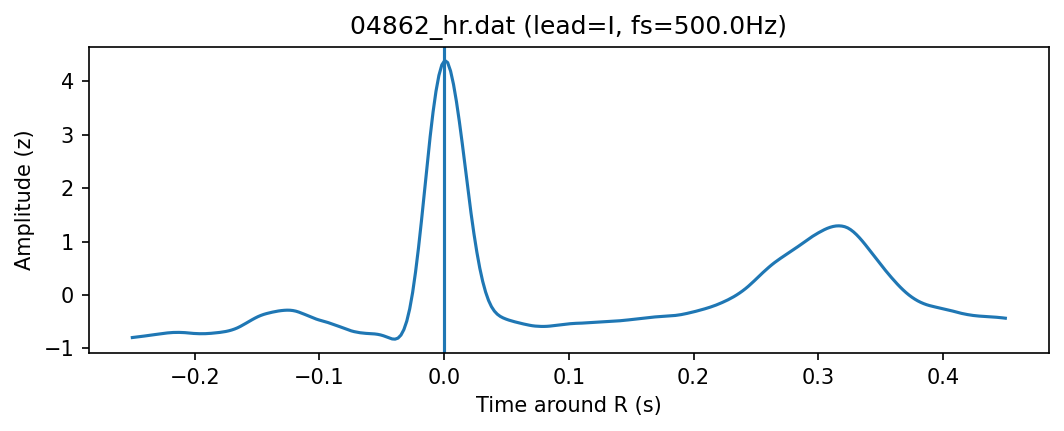 04862_hr.dat (lead=I, fs=500.0Hz)
Amplitude (z)
4
3
2
1
0
−1
−0.2 −0.1 0.0 0.1 0.2 0.3 0.4
Time around R (s)